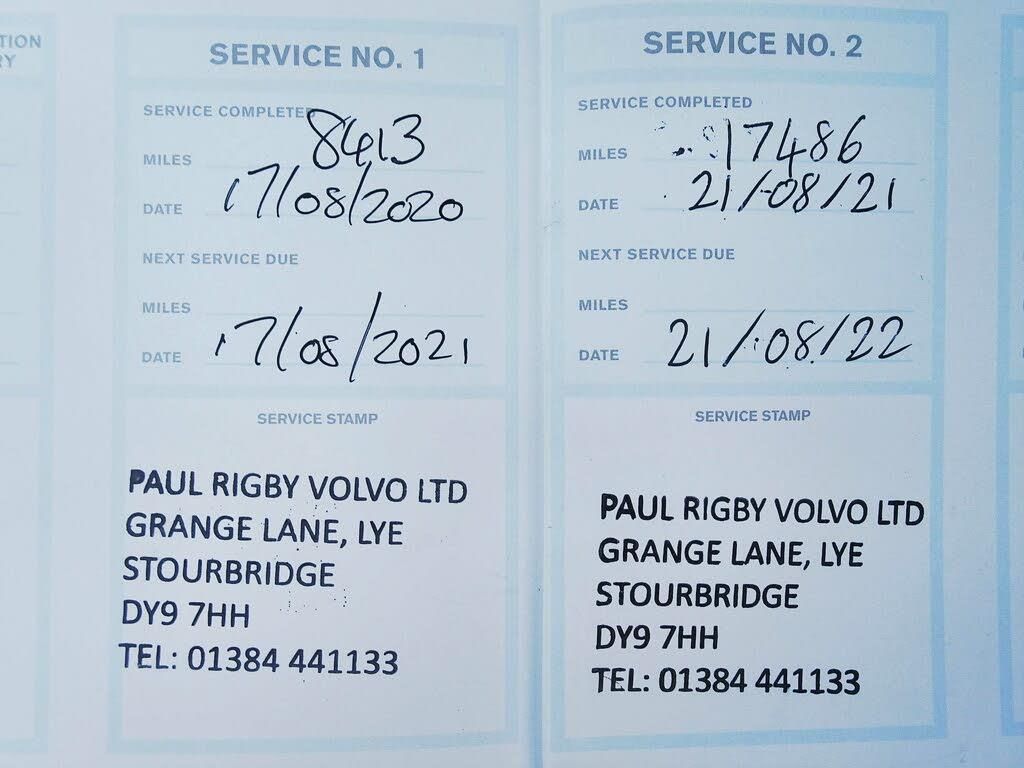 TION
RY
SERVICE NO. 1
SERVICE COMPLETED
MILES 8413
DATE 17/08/2020
NEXT SERVICE DUE
MILES
DATE 17/08/2021
SERVICE STAMP
PAUL RIGBY VOLVO LTD
GRANGE LANE, LYE
STOURBRIDGE
DY9 7HH
TEL: 01384 441133
SERVICE NO. 2
SERVICE COMPLETED
MILES 17486
DATE 21/08/21
NEXT SERVICE DUE
MILES
DATE 21/08/22
SERVICE STAMP
PAUL RIGBY VOLVO LTD
GRANGE LANE, LYE
STOURBRIDGE
DY9 7HH
TEL: 01384 441133